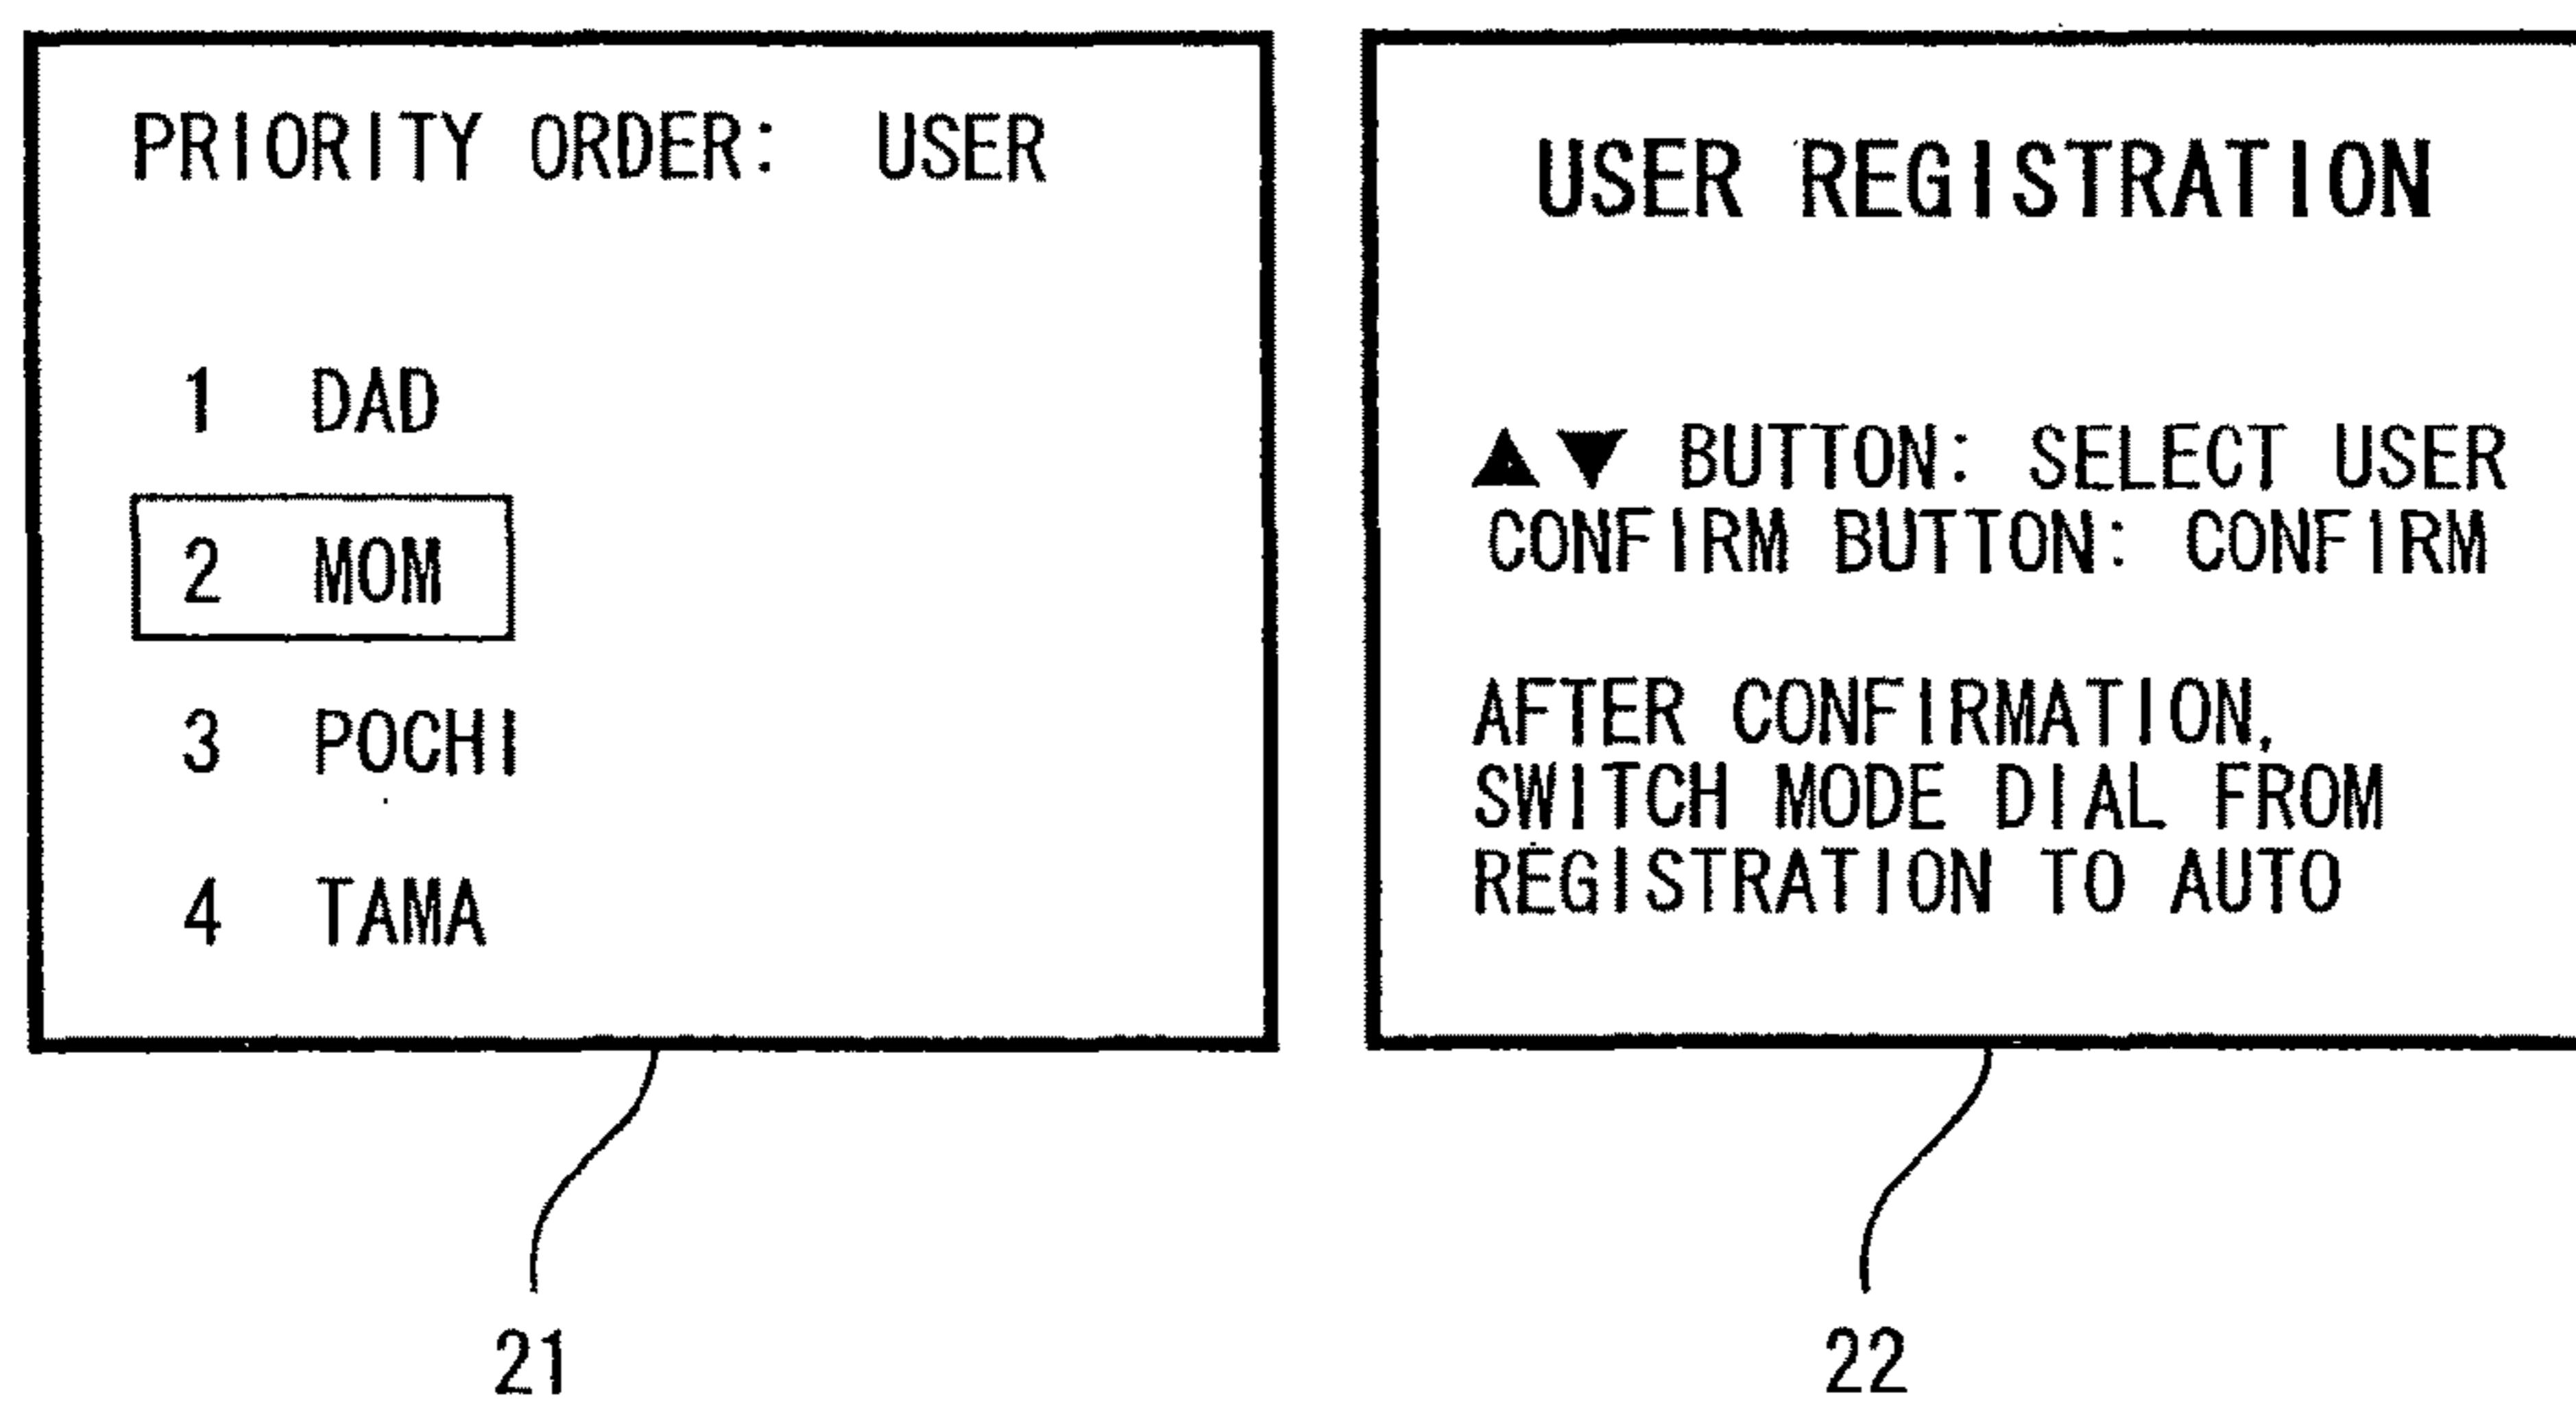 PRIORITY ORDER: USER
1 DAD
2 MOM
3 POCHI
4 TAMA
21
USER REGISTRATION
▲▼ BUTTON: SELECT USER
CONFIRM BUTTON: CONFIRM
AFTER CONFIRMATION,
SWITCH MODE DIAL FROM
REGISTRATION TO AUTO
22